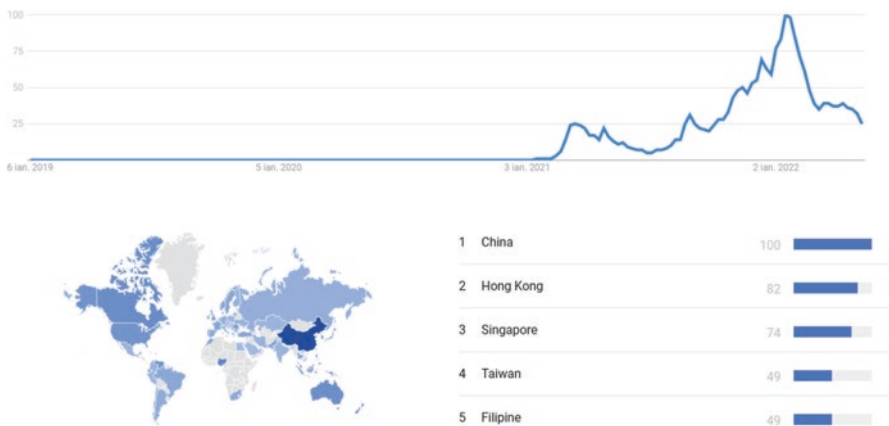 100
75
50
25
6 ian. 2019
5 ian. 2020
3 ian. 2021
2 ian. 2022
1 China 100
2 Hong Kong 82
3 Singapore 74
4 Taiwan 49
5 Filipine 49